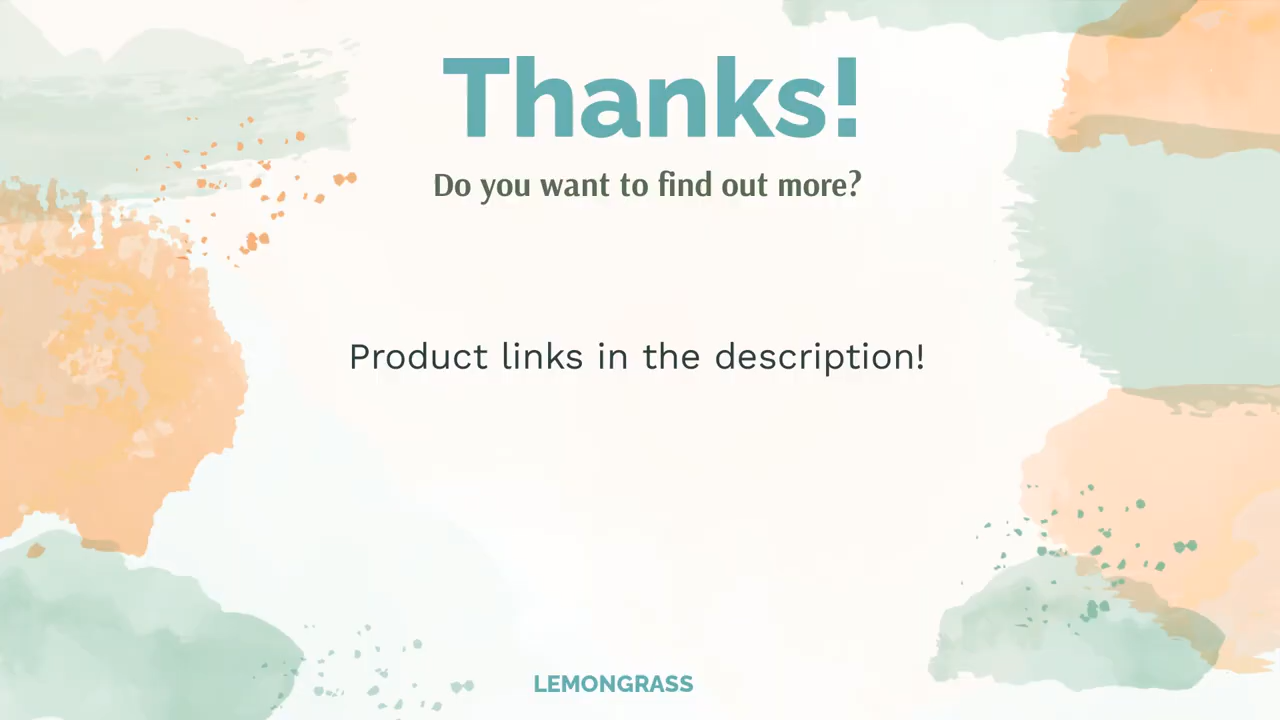 Thanks!
Do you want to find out more?
Product links in the description!
LEMONGRASS